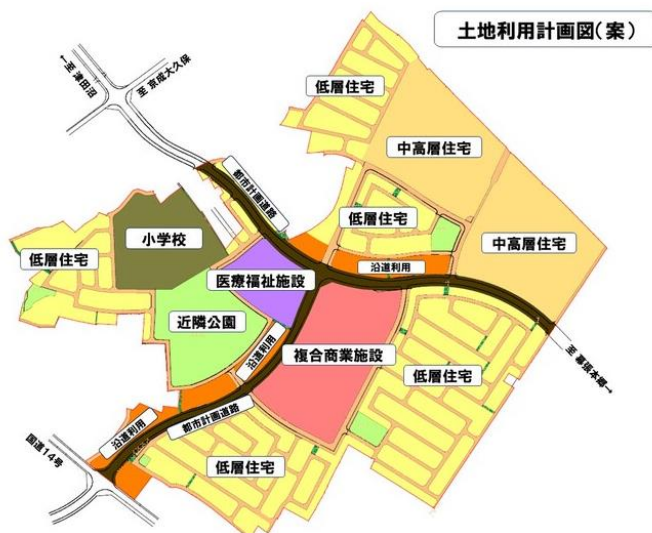 土地利用計画図(案)
←至 津田沼
至 京成大久保
低層住宅
中高層住宅
都市計画道路
低層住宅
小学校
中高層住宅
低層住宅
沿道利用
医療福祉施設
近隣公園
沿道利用
複合商業施設
低層住宅
至 幕張本郷→
沿道利用
都市計画道路
国道14号
低層住宅